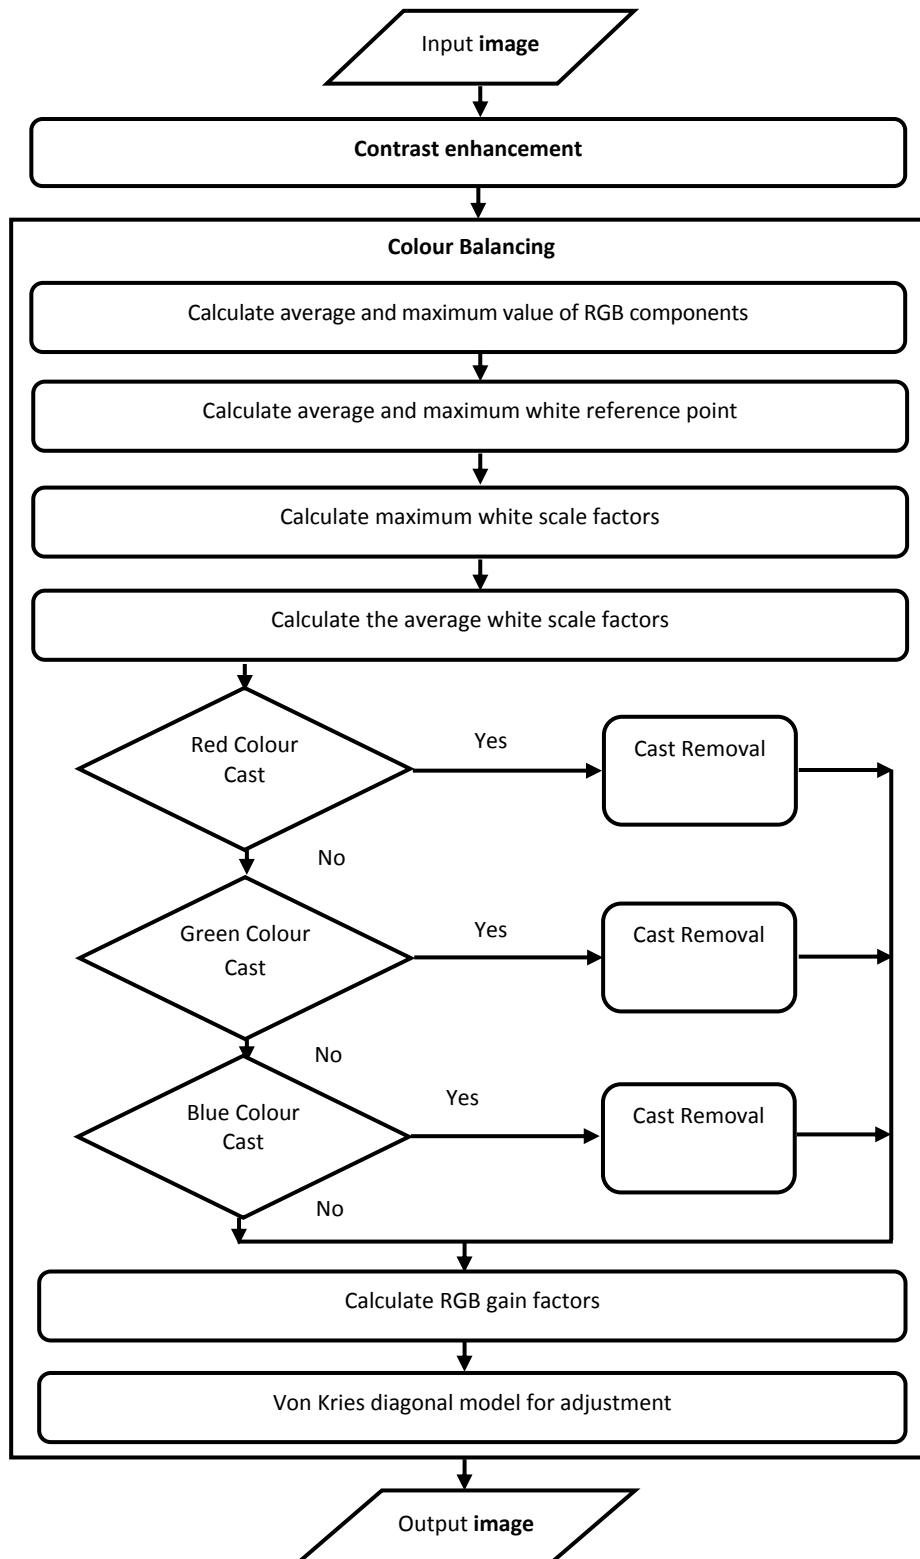 Input image
Contrast enhancement
Colour Balancing
Calculate average and maximum value of RGB components
Calculate average and maximum white reference point
Calculate maximum white scale factors
Calculate the average white scale factors
Red Colour
Cast
Yes
Cast Removal
No
Green Colour
Cast
Yes
Cast Removal
No
Blue Colour
Cast
Yes
Cast Removal
No
Calculate RGB gain factors
Von Kries diagonal model for adjustment
Output image